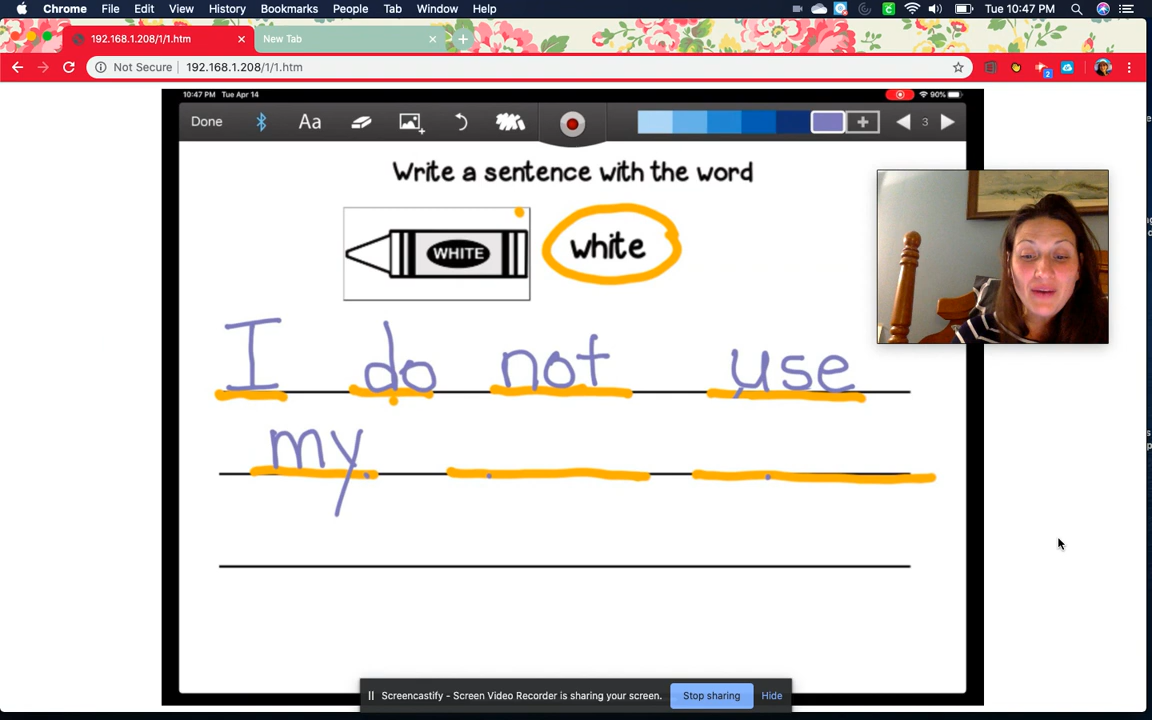 Chrome File Edit View History Bookmarks People Tab Window Help Tue 10:47 PM
192.168.1.208/1/1.htm New Tab
Not Secure 192.168.1.208/1/1.htm
2
10:47 PM Tue Apr 14 90%
Done Aa 3
Write a sentence with the word
WHITE white
I do not use
my
Screencastify - Screen Video Recorder is sharing your screen. Stop sharing Hide